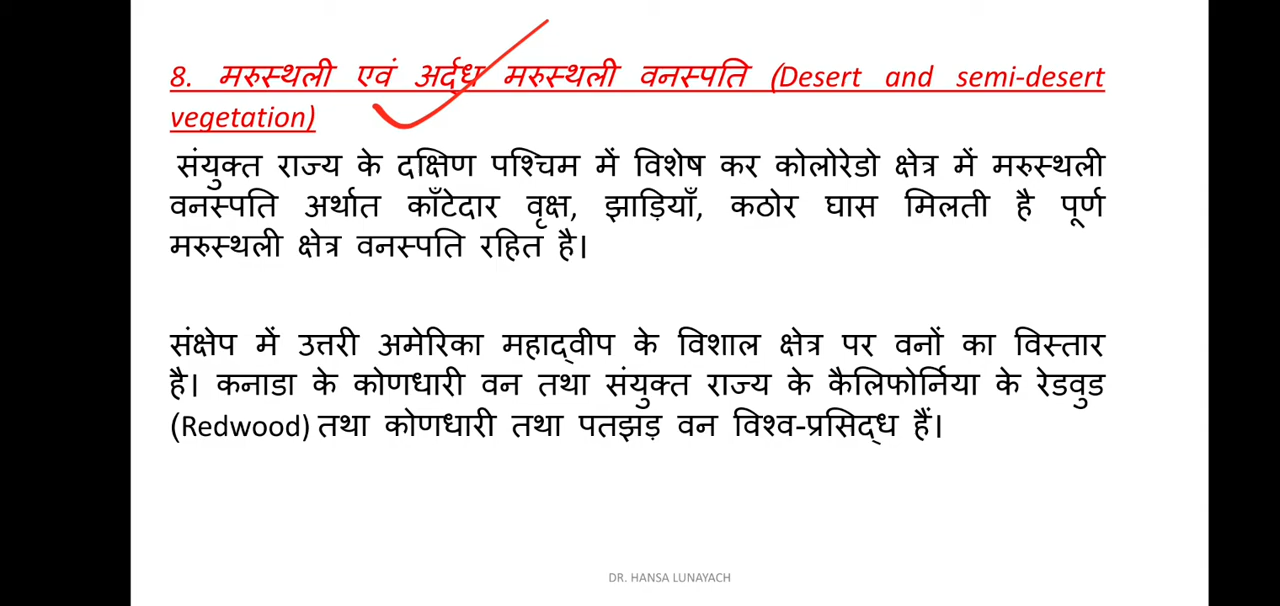 8. मरुस्थली एवं अर्द्ध मरुस्थली वनस्पति (Desert and semi-desert
vegetation)
संयुक्त राज्य के दक्षिण पश्चिम में विशेष कर कोलोरेडो क्षेत्र में मरुस्थली
वनस्पति अर्थात काँटेदार वृक्ष, झाड़ियाँ, कठोर घास मिलती है पूर्ण
मरुस्थली क्षेत्र वनस्पति रहित है।
संक्षेप में उत्तरी अमेरिका महाद्वीप के विशाल क्षेत्र पर वनों का विस्तार
है। कनाडा के कोणधारी वन तथा संयुक्त राज्य के कैलिफोर्निया के रेडवुड
(Redwood) तथा कोणधारी तथा पतझड़ वन विश्व-प्रसिद्ध हैं।
DR. HANSA LUNAYACH